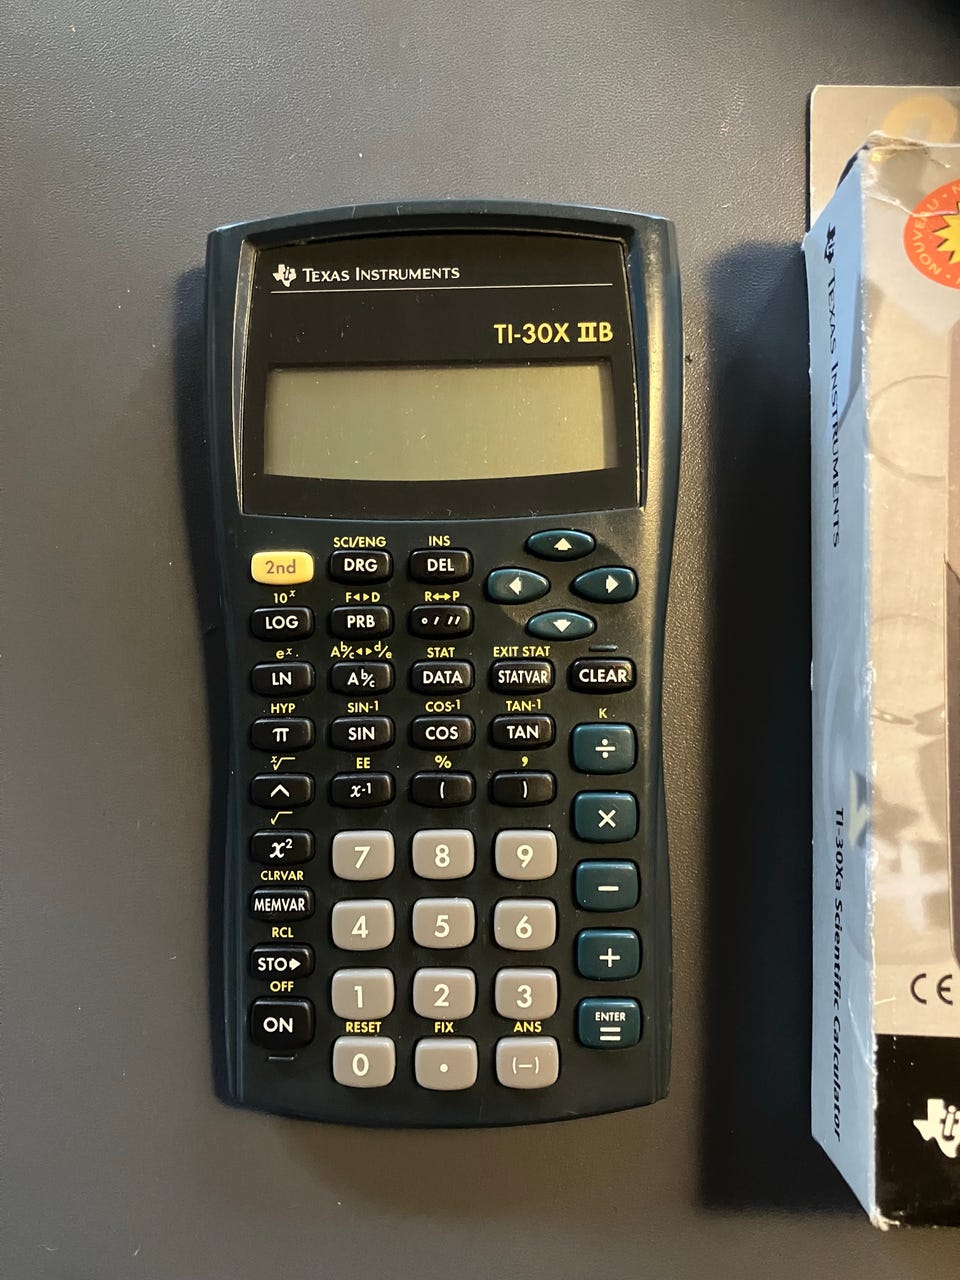 TEXAS INSTRUMENTS
TI-30X IIB
SCI/ENG INS
2nd DRG DEL
10ˣ F◄►D R↔P
LOG PRB ° ' "
eˣ A b/c ◄► d/e STAT EXIT STAT
LN A b/c DATA STATVAR CLEAR
HYP SIN-1 COS-1 TAN-1 K
π SIN COS TAN ÷
ˣ√ EE % ,
^ x-1 ( ) ×
√
x² 7 8 9 −
CLRVAR
MEMVAR 4 5 6 +
RCL
STO► 1 2 3
OFF RESET FIX ANS ENTER
ON 0 . (−) =
NOUVEAU
TEXAS INSTRUMENTS
TI-30Xa Scientific Calculator
CE